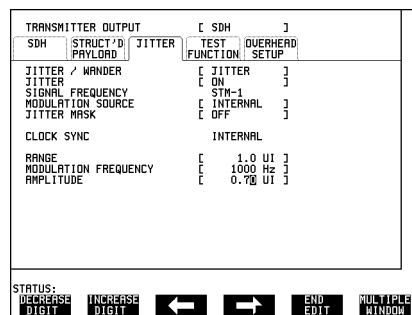 TRANSMITTER OUTPUT [ SDH ]
SDH STRUCT'D PAYLOAD JITTER TEST FUNCTION OVERHEAD SETUP
JITTER / WANDER [ JITTER ]
JITTER [ ON ]
SIGNAL FREQUENCY STM-1
MODULATION SOURCE [ INTERNAL ]
JITTER MASK [ OFF ]
CLOCK SYNC INTERNAL
RANGE [ 1.0 UI ]
MODULATION FREQUENCY [ 1000 Hz ]
AMPLITUDE [ 0.70 UI ]
STATUS:
DECREASE DIGIT INCREASE DIGIT END EDIT MULTIPLE WINDOW